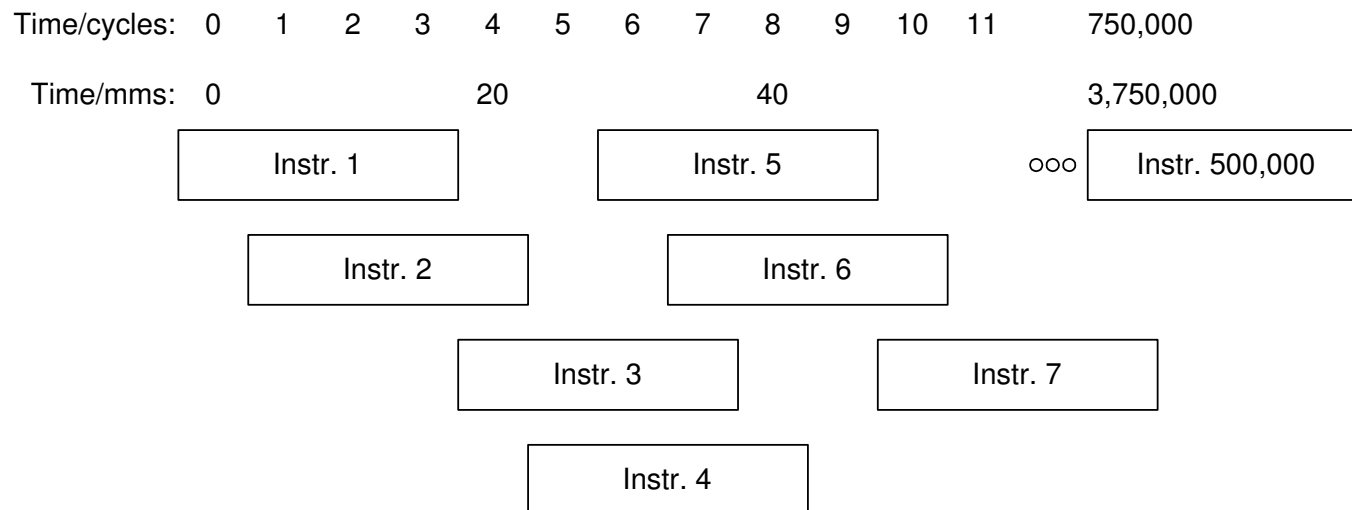 Time/cycles: 0 1 2 3 4 5 6 7 8 9 10 11 750,000
Time/mms: 0 20 40 3,750,000
Instr. 1 Instr. 5 ooo Instr. 500,000
Instr. 2 Instr. 6
Instr. 3 Instr. 7
Instr. 4